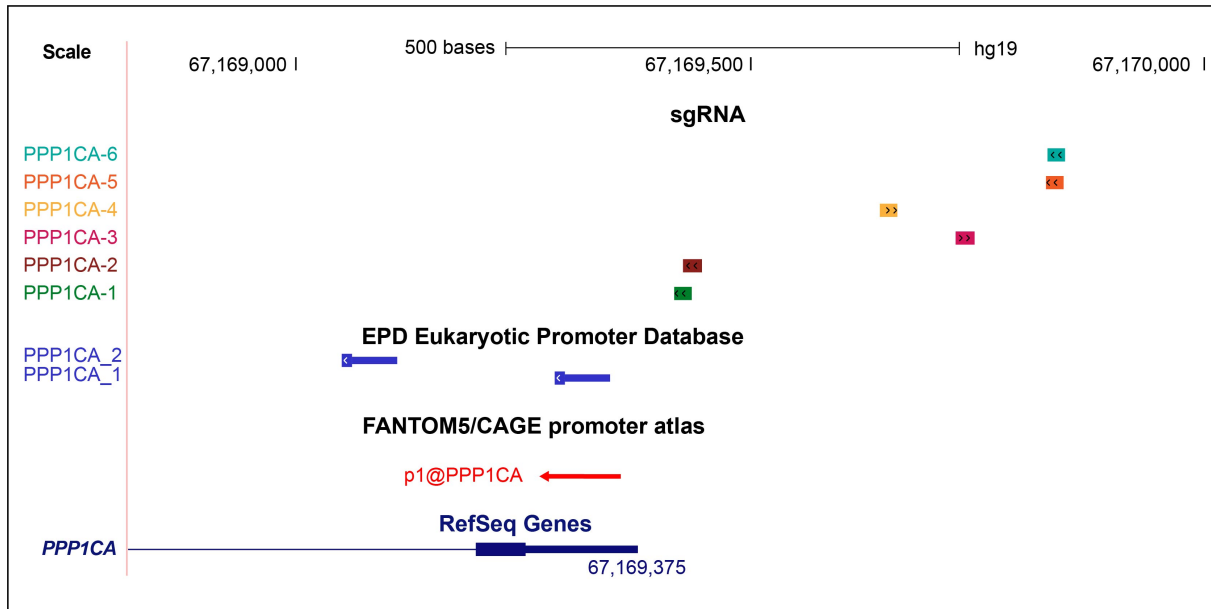 Scale
500 bases
hg19
67,169,000
67,169,500
67,170,000
sgRNA
PPP1CA-6
PPP1CA-5
PPP1CA-4
PPP1CA-3
PPP1CA-2
PPP1CA-1
EPD Eukaryotic Promoter Database
PPP1CA_2
PPP1CA_1
FANTOM5/CAGE promoter atlas
p1@PPP1CA
RefSeq Genes
PPP1CA
67,169,375